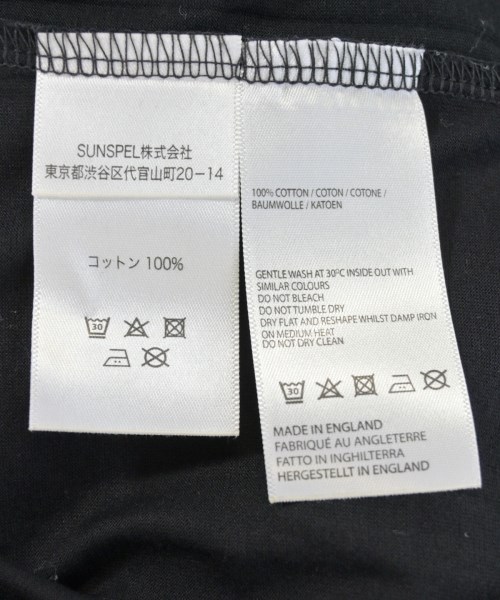 SUNSPEL株式会社
東京都渋谷区代官山町20-14
コットン 100%
30
100% COTTON / COTON / COTONE /
BAUMWOLLE / KATOEN
GENTLE WASH AT 30ºC INSIDE OUT WITH
SIMILAR COLOURS
DO NOT BLEACH
DO NOT TUMBLE DRY
DRY FLAT AND RESHAPE WHILST DAMP IRON
ON MEDIUM HEAT
DO NOT DRY CLEAN
30
MADE IN ENGLAND
FABRIQUÉ AU ANGLETERRE
FATTO IN INGHILTERRA
HERGESTELLT IN ENGLAND